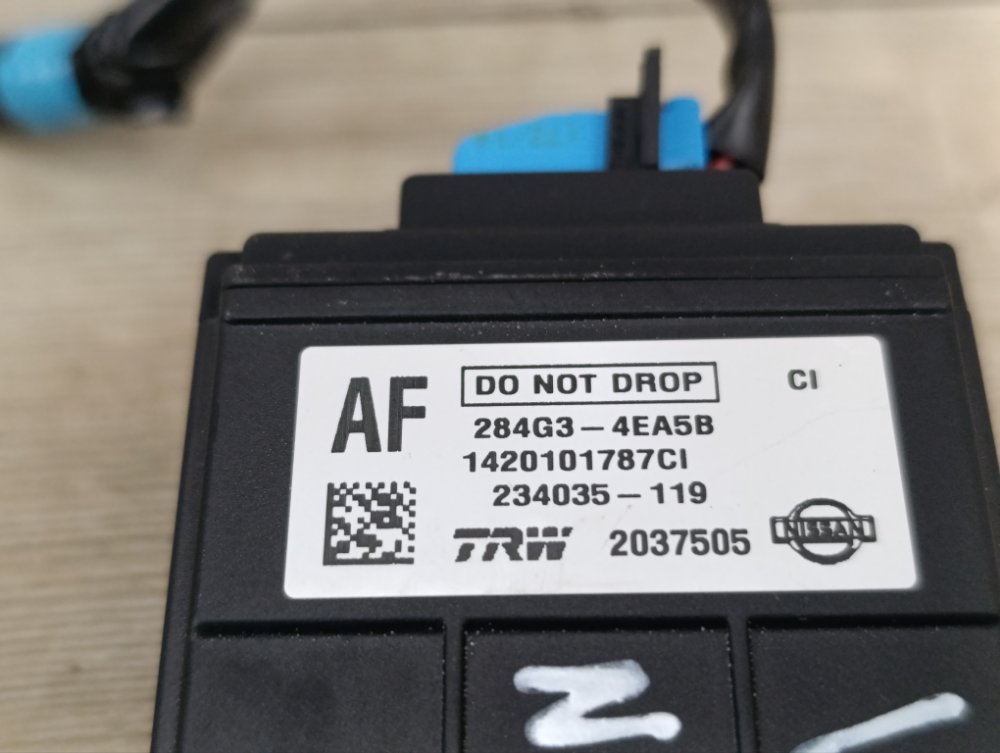 AF
DO NOT DROP
CI
284G3-4EA5B
1420101787CI
234035-119
TRW 2037505 NISSAN